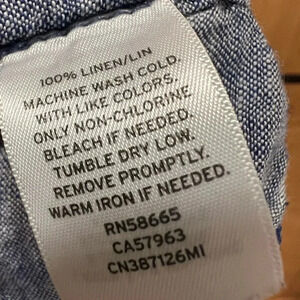 100% LINEN/LIN
MACHINE WASH COLD.
WITH LIKE COLORS.
ONLY NON-CHLORINE
BLEACH IF NEEDED.
TUMBLE DRY LOW.
REMOVE PROMPTLY.
WARM IRON IF NEEDED.
RN58665
CA57963
CN387126MI